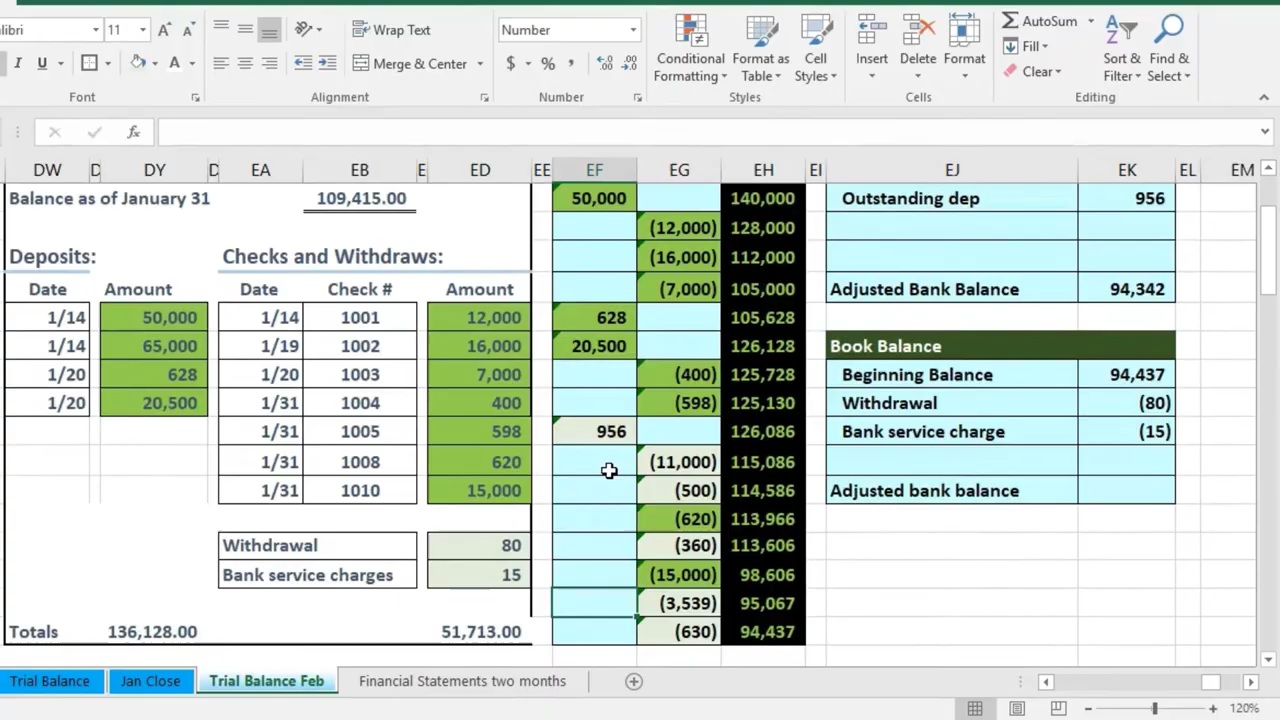 alibri 11 A A Wrap Text Number AutoSum
I U A Merge & Center $ % , Conditional Formatting Format as Table Cell Styles Insert Delete Format Fill Clear Sort & Filter Find & Select
Font Alignment Number Styles Cells Editing
fx
DW D DY D EA EB E ED EE EF EG EH EI EJ EK EL EM
Balance as of January 31 109,415.00 50,000 140,000 Outstanding dep 956
(12,000) 128,000
Deposits: Checks and Withdraws: (16,000) 112,000
Date Amount Date Check # Amount (7,000) 105,000 Adjusted Bank Balance 94,342
1/14 50,000 1/14 1001 12,000 628 105,628
1/14 65,000 1/19 1002 16,000 20,500 126,128 Book Balance
1/20 628 1/20 1003 7,000 (400) 125,728 Beginning Balance 94,437
1/20 20,500 1/31 1004 400 (598) 125,130 Withdrawal (80)
1/31 1005 598 956 126,086 Bank service charge (15)
1/31 1008 620 (11,000) 115,086
1/31 1010 15,000 (500) 114,586 Adjusted bank balance
(620) 113,966
Withdrawal 80 (360) 113,606
Bank service charges 15 (15,000) 98,606
(3,539) 95,067
Totals 136,128.00 51,713.00 (630) 94,437
Trial Balance Jan Close Trial Balance Feb Financial Statements two months
120%